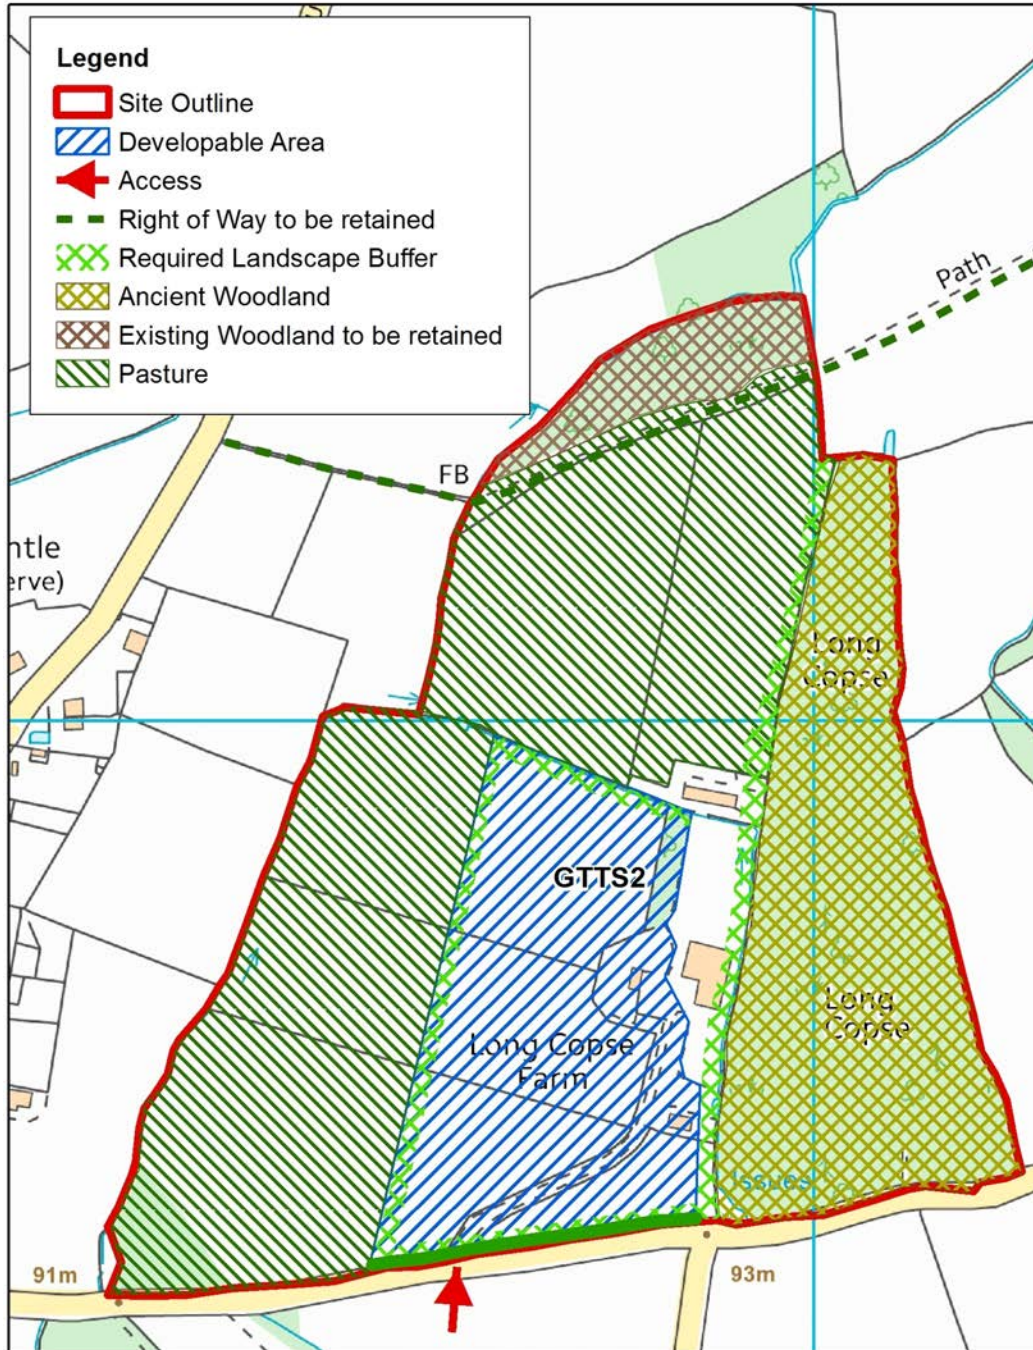 Legend
Site Outline
Developable Area
Access
Right of Way to be retained
Required Landscape Buffer
Ancient Woodland
Existing Woodland to be retained
Pasture
Path
FB
ntle
erve)
Long
Copse
GTTS2
Long
Copse
Long Copse
Farm
Issues
91m
93m